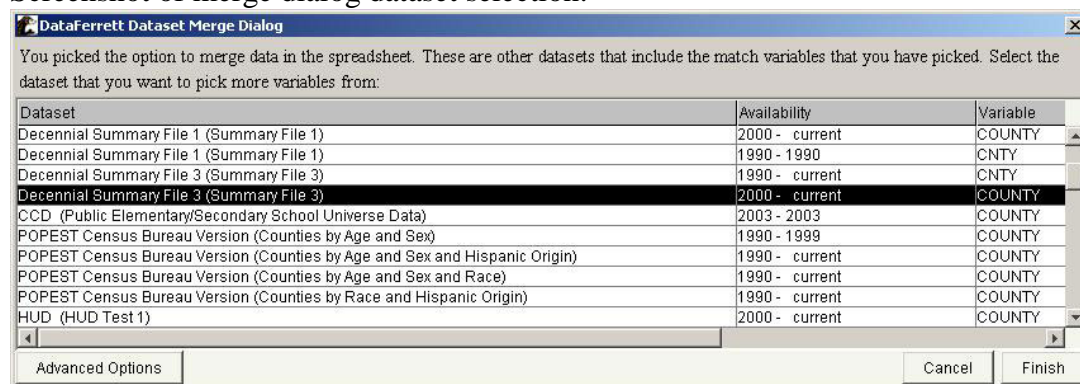 Screenshot of merge dialog dataset selection:
DataFerrett Dataset Merge Dialog
You picked the option to merge data in the spreadsheet. These are other datasets that include the match variables that you have picked. Select the
dataset that you want to pick more variables from:
Dataset Availability Variable
Decennial Summary File 1 (Summary File 1) 2000 - current COUNTY
Decennial Summary File 1 (Summary File 1) 1990 - 1990 CNTY
Decennial Summary File 3 (Summary File 3) 1990 - current CNTY
Decennial Summary File 3 (Summary File 3) 2000 - current COUNTY
CCD (Public Elementary/Secondary School Universe Data) 2003 - 2003 COUNTY
POPEST Census Bureau Version (Counties by Age and Sex) 1990 - 1999 COUNTY
POPEST Census Bureau Version (Counties by Age and Sex and Hispanic Origin) 1990 - current COUNTY
POPEST Census Bureau Version (Counties by Age and Sex and Race) 1990 - current COUNTY
POPEST Census Bureau Version (Counties by Race and Hispanic Origin) 1990 - current COUNTY
HUD (HUD Test 1) 2000 - current COUNTY
Advanced Options Cancel Finish